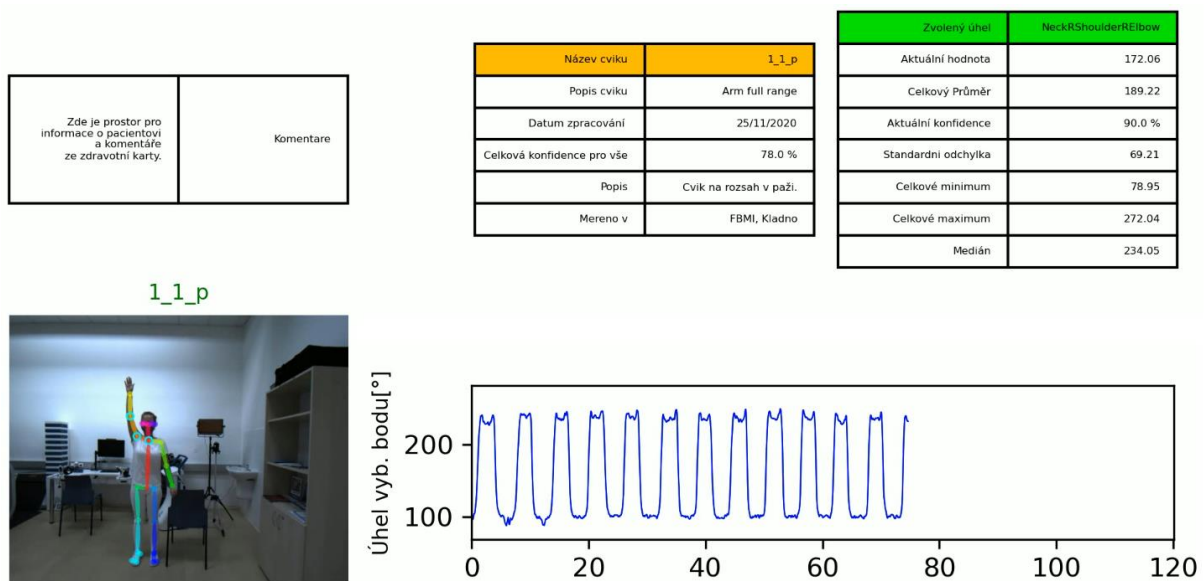 Zde je prostor pro
informace o pacientovi
a komentáře
ze zdravotní karty.
Komentare
Název cviku 1_1_p
Popis cviku Arm full range
Datum zpracování 25/11/2020
Celková konfidence pro vše 78.0 %
Popis Cvik na rozsah v paži.
Mereno v FBMI, Kladno
Zvolený úhel NeckRShoulderRElbow
Aktuální hodnota 172.06
Celkový Průměr 189.22
Aktuální konfidence 90.0 %
Standardni odchylka 69.21
Celkové minimum 78.95
Celkové maximum 272.04
Medián 234.05
1_1_p
Úhel vyb. bodu[°]
200
100
0 20 40 60 80 100 120